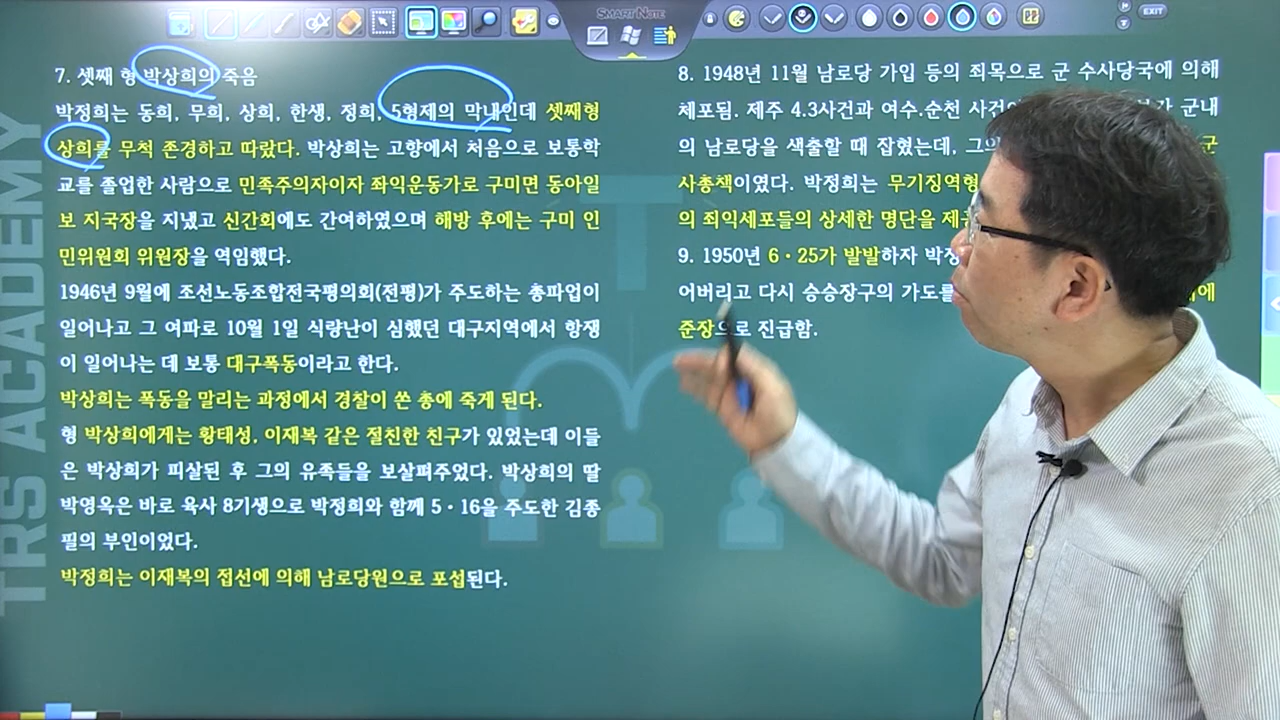 SMART NOTE
EXIT
TRS ACADEMY
7. 셋째 형 박상희의 죽음
박정희는 동희, 무희, 상희, 한생, 정희, 5형제의 막내인데 셋째형
상희를 무척 존경하고 따랐다. 박상희는 고향에서 처음으로 보통학
교를 졸업한 사람으로 민족주의자이자 좌익운동가로 구미면 동아일
보 지국장을 지냈고 신간회에도 간여하였으며 해방 후에는 구미 인
민위원회 위원장을 역임했다.
1946년 9월에 조선노동조합전국평의회(전평)가 주도하는 총파업이
일어나고 그 여파로 10월 1일 식량난이 심했던 대구지역에서 항쟁
이 일어나는 데 보통 대구폭동이라고 한다.
박상희는 폭동을 말리는 과정에서 경찰이 쏜 총에 죽게 된다.
형 박상희에게는 황태성, 이재복 같은 절친한 친구가 있었는데 이들
은 박상희가 피살된 후 그의 유족들을 보살펴주었다. 박상희의 딸
박영옥은 바로 육사 8기생으로 박정희와 함께 5·16을 주도한 김종
필의 부인이었다.
박정희는 이재복의 접선에 의해 남로당원으로 포섭된다.
8. 1948년 11월 남로당 가입 등의 죄목으로 군 수사당국에 의해
체포됨. 제주 4.3사건과 여수.순천 군내
의 남로당을 색출할 때 잡혔는데, 군
사총책이였다. 박정희는 무기징역형
의 죄익세포들의 상세한 명단을
9. 1950년 6·25가 발발하자
어버리고 다시 승승장구의 가도를 에
준장으로 진급함.